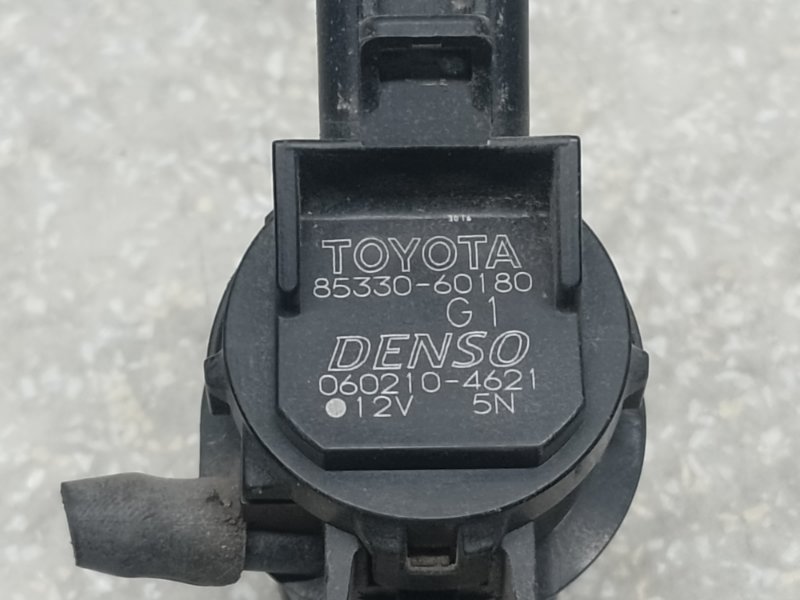 TOYOTA
85330-60180
G1
DENSO
060210-4621
12V 5N